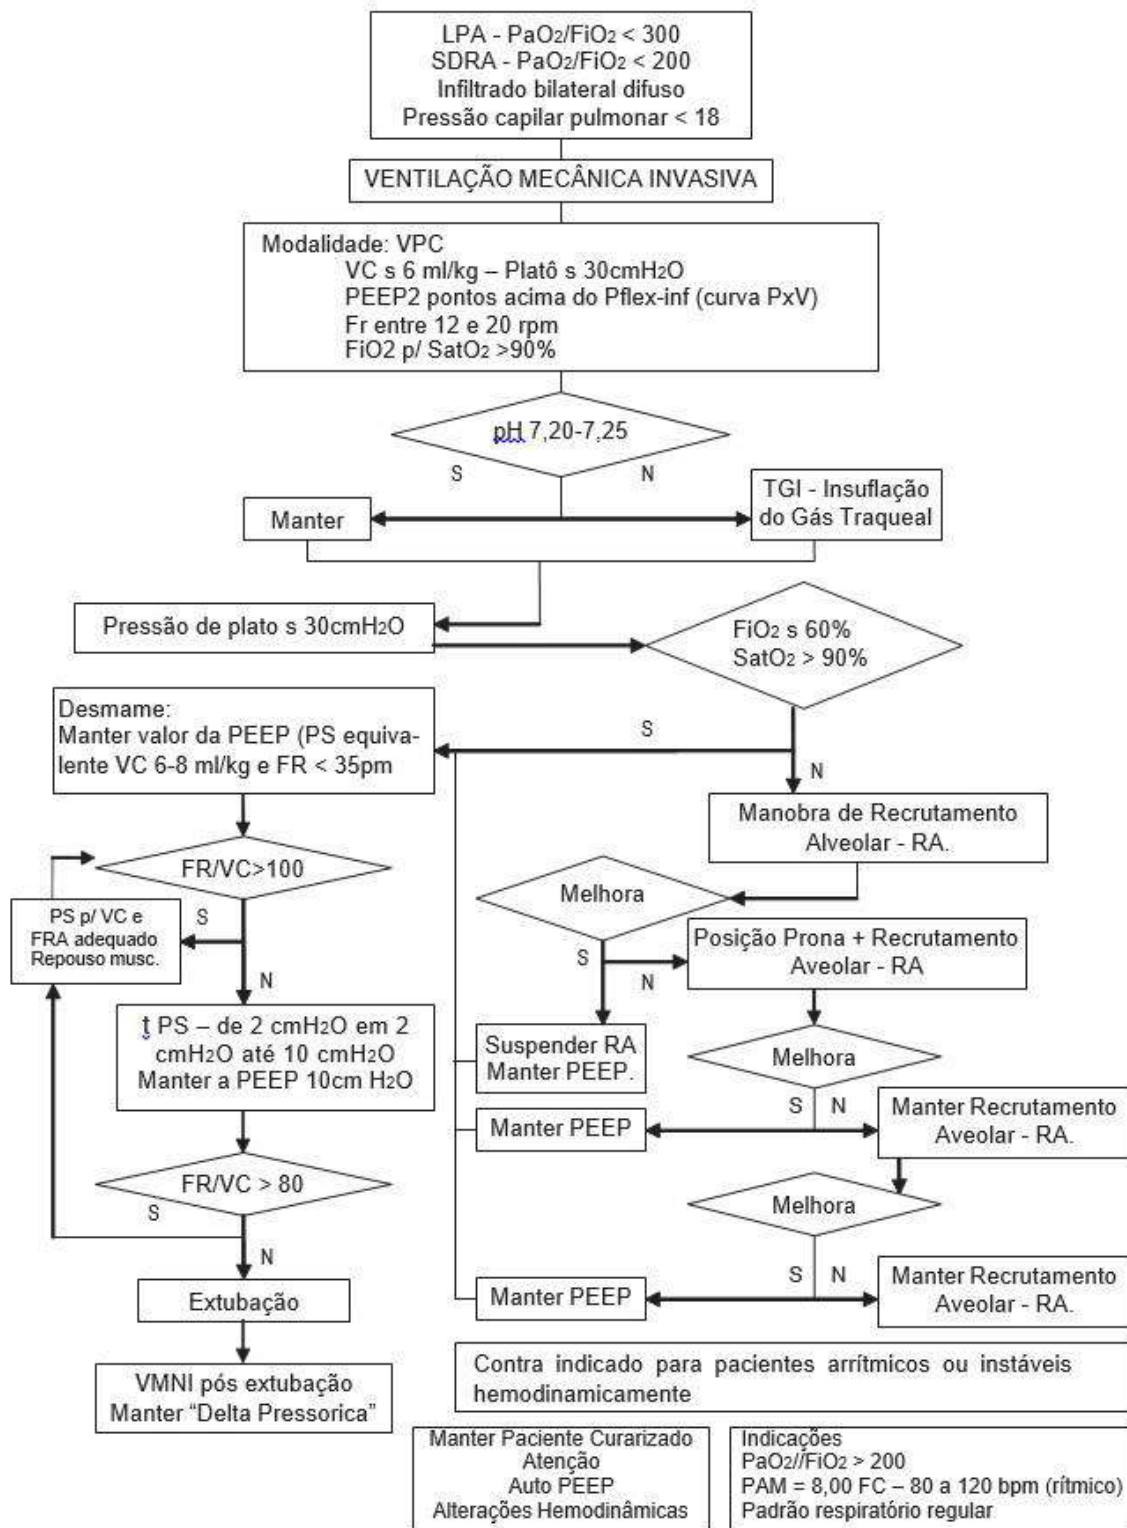 LPA - PaO2/FiO2 < 300
SDRA - PaO2/FiO2 < 200
Infiltrado bilateral difuso
Pressão capilar pulmonar < 18
VENTILAÇÃO MECÂNICA INVASIVA
Modalidade: VPC
VC s 6 ml/kg – Platô s 30cmH2O
PEEP2 pontos acima do Pflex-inf (curva PxV)
Fr entre 12 e 20 rpm
FiO2 p/ SatO2 >90%
pH 7,20-7,25
S
N
Manter
TGI - Insuflação
do Gás Traqueal
Pressão de plato s 30cmH2O
FiO2 s 60%
SatO2 > 90%
S
N
Desmame:
Manter valor da PEEP (PS equiva-
lente VC 6-8 ml/kg e FR < 35pm
Manobra de Recrutamento
Alveolar - RA.
FR/VC>100
S
N
PS p/ VC e
FRA adequado
Repouso musc.
Melhora
S
N
Posição Prona + Recrutamento
Aveolar - RA
ţ PS – de 2 cmH2O em 2
cmH2O até 10 cmH2O
Manter a PEEP 10cm H2O
Suspender RA
Manter PEEP.
Melhora
S
N
Manter PEEP
Manter Recrutamento
Aveolar - RA.
FR/VC > 80
S
N
Melhora
S
N
Manter PEEP
Manter Recrutamento
Aveolar - RA.
Extubação
VMNI pós extubação
Manter “Delta Pressorica”
Contra indicado para pacientes arrítmicos ou instáveis
hemodinamicamente
Manter Paciente Curarizado
Atenção
Auto PEEP
Alterações Hemodinâmicas
Indicações
PaO2//FiO2 > 200
PAM = 8,00 FC – 80 a 120 bpm (rítmico)
Padrão respiratório regular